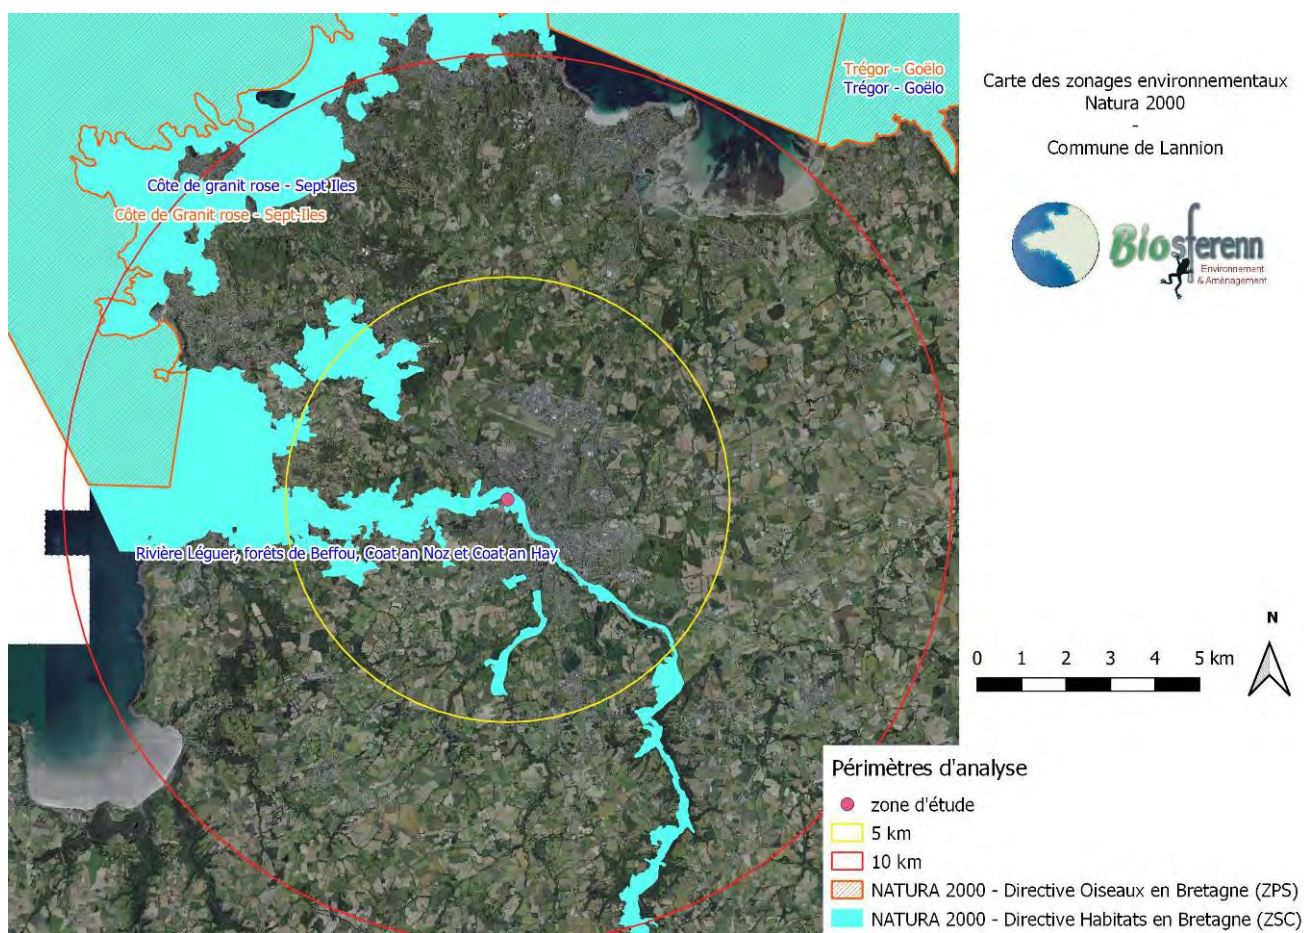 Trégor - Goëlo
Trégor - Goëlo
Côte de granit rose - Sept Iles
Côte de Granit rose - Sept-Iles
Rivière Léguer, forêts de Beffou, Coat an Noz et Coat an Hay
Carte des zonages environnementaux
Natura 2000
-
Commune de Lannion
Biosferenn
Environnement
& Aménagement
N
0 1 2 3 4 5 km
Périmètres d'analyse
zone d'étude
5 km
10 km
NATURA 2000 - Directive Oiseaux en Bretagne (ZPS)
NATURA 2000 - Directive Habitats en Bretagne (ZSC)